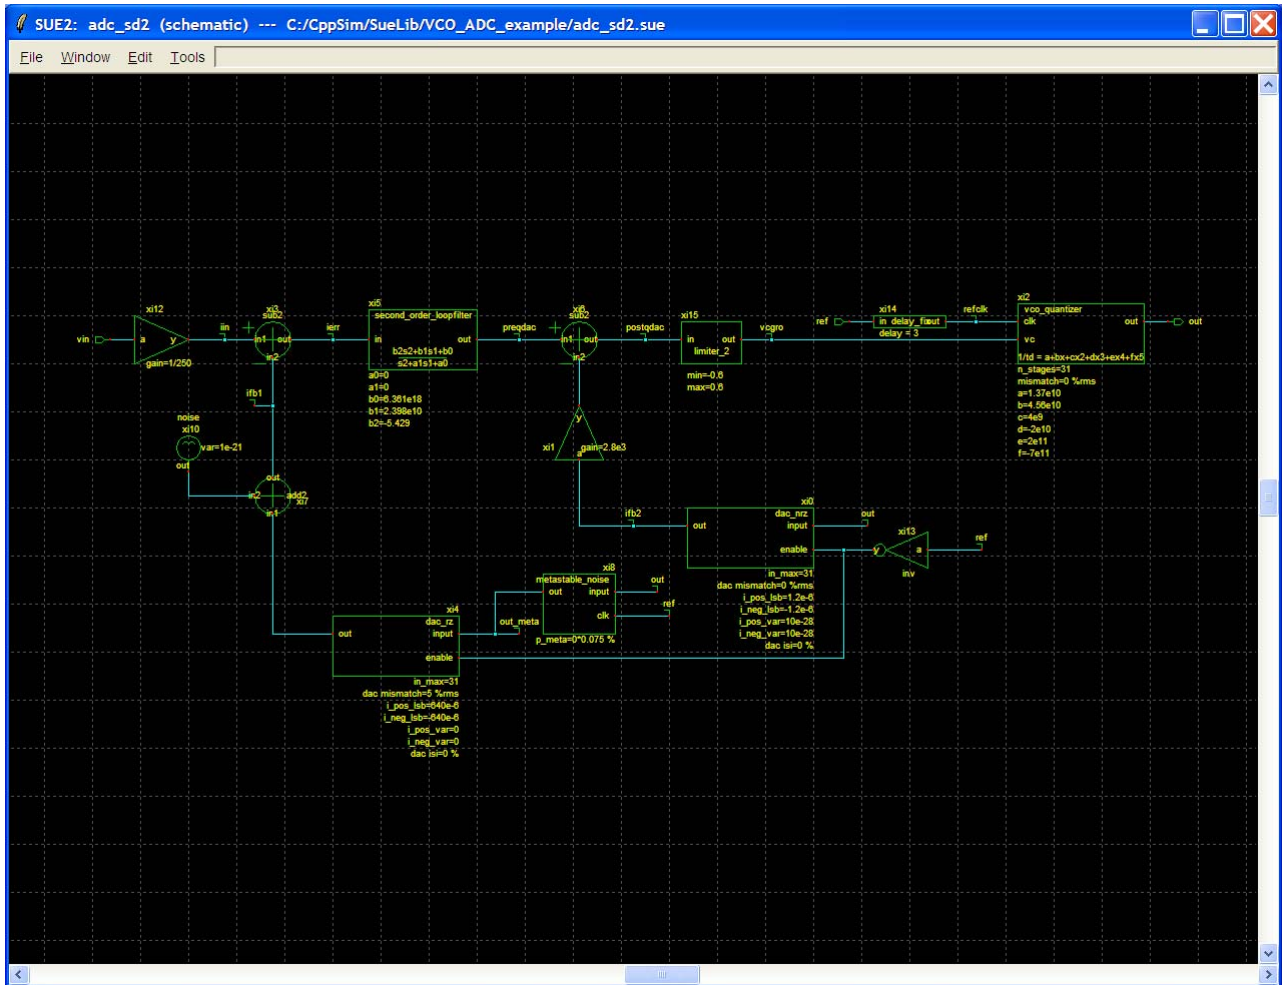 SUE2: adc_sd2 (schematic) --- C:/CppSim/SueLib/VCO_ADC_example/adc_sd2.sue
File Window Edit Tools
xi12
vin
a
y
gain=1/250
iin
xi3
sub2
in1
out
in2
ierr
xi5
second_order_loopfilter
in
out
b2s2+b1s1+b0
s2+a1s1+a0
a0=0
a1=0
b0=6.361e18
b1=2.398e10
b2=-5.429
preqdac
xi6
sub2
in1
out
in2
postqdac
xi15
in
out
limiter_2
min=-0.6
max=0.6
vcgro
ref
xi14
in
delay_fix
out
delay = 3
refclk
xi2
vco_quantizer
clk
out
vc
1/td = a+bx+cx2+dx3+ex4+fx5
n_stages=31
mismatch=0 %rms
a=1.37e10
b=4.56e10
c=4e9
d=-2e10
e=2e11
f=-7e11
out
ifb1
noise
xi10
var=1e-21
out
out
in2
add2
xi7
in1
y
xi1
gain=2.8e3
a
ifb2
xi0
dac_nrz
out
input
enable
in_max=31
dac mismatch=0 %rms
i_pos_lsb=1.2e-6
i_neg_lsb=-1.2e-6
i_pos_var=10e-28
i_neg_var=10e-28
dac isi=0 %
out
xi13
y
a
inv
ref
xi8
metastable_noise
out
input
clk
p_meta=0*0.075 %
out
ref
out_meta
xi4
dac_rz
out
input
enable
in_max=31
dac mismatch=5 %rms
i_pos_lsb=640e-6
i_neg_lsb=-640e-6
i_pos_var=0
i_neg_var=0
dac isi=0 %